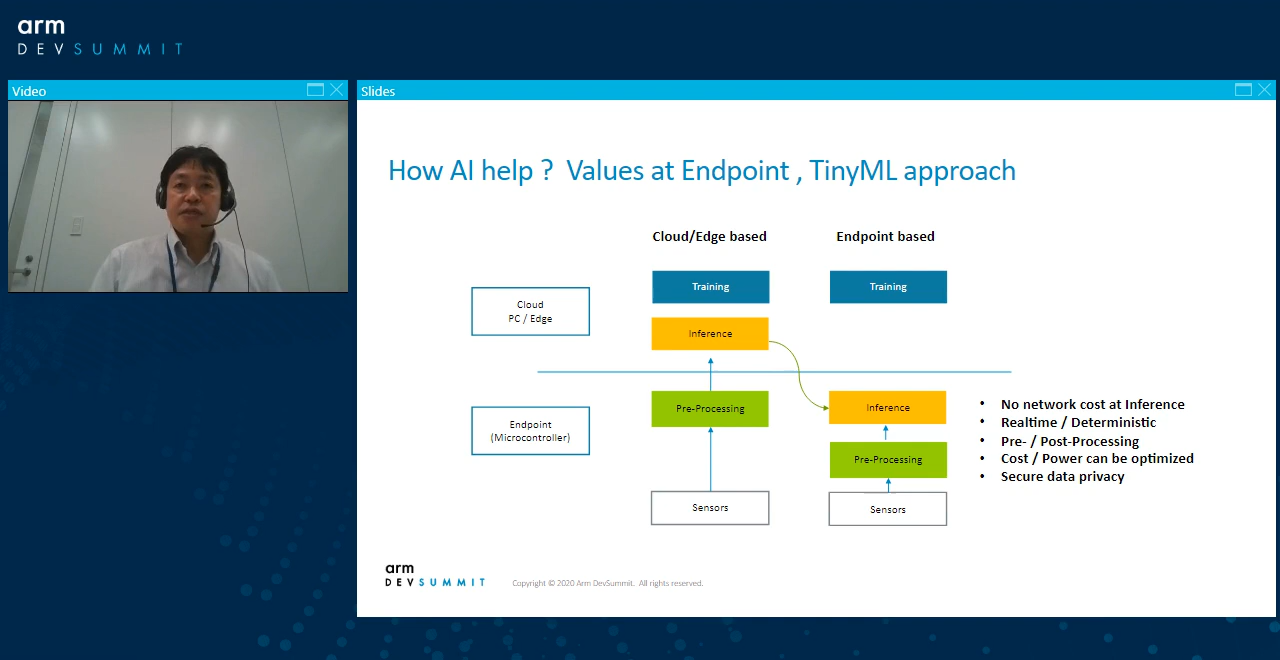 arm
DEVSUMMIT
Video
Slides
How AI help ? Values at Endpoint , TinyML approach
Cloud/Edge based
Endpoint based
Cloud
PC / Edge
Training
Training
Inference
Endpoint
(Microcontroller)
Pre-Processing
Inference
Pre-Processing
Sensors
Sensors
• No network cost at Inference
• Realtime / Deterministic
• Pre- / Post-Processing
• Cost / Power can be optimized
• Secure data privacy
arm
DEVSUMMIT
Copyright © 2020 Arm DevSummit. All rights reserved.